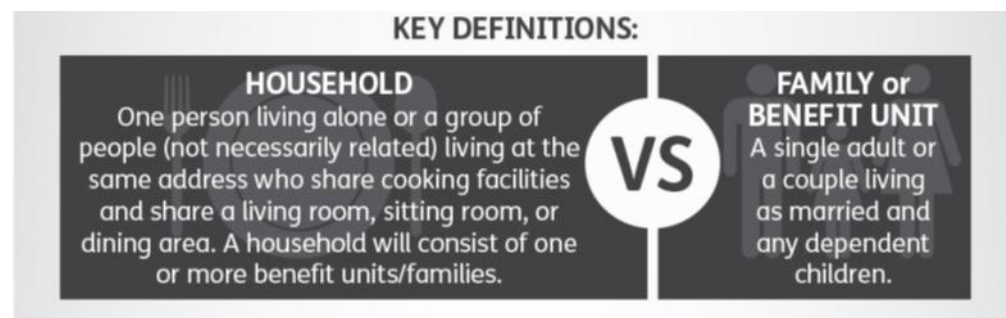 KEY DEFINITIONS:
HOUSEHOLD
One person living alone or a group of
people (not necessarily related) living at the
same address who share cooking facilities
and share a living room, sitting room, or
dining area. A household will consist of one
or more benefit units/families.
VS
FAMILY or
BENEFIT UNIT
A single adult or
a couple living
as married and
any dependent
children.